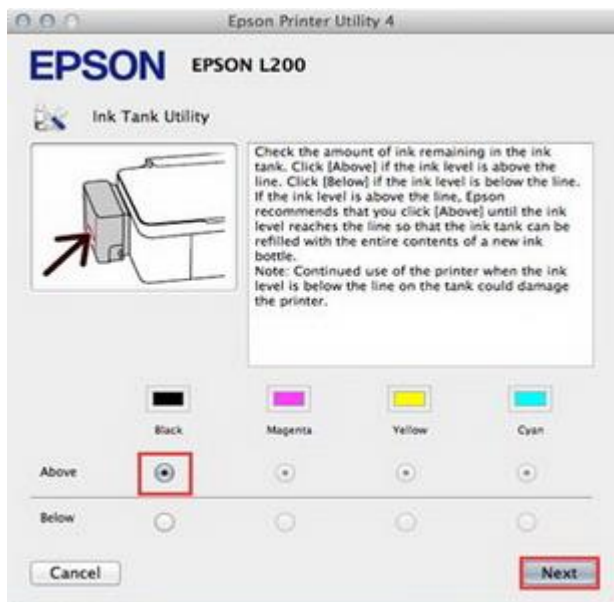 Epson Printer Utility 4
EPSON EPSON L200
Ink Tank Utility
Check the amount of ink remaining in the ink
tank. Click [Above] if the ink level is above the
line. Click [Below] if the ink level is below the line.
If the ink level is above the line, Epson
recommends that you click [Above] until the ink
level reaches the line so that the ink tank can be
refilled with the entire contents of a new ink
bottle.
Note: Continued use of the printer when the ink
level is below the line on the tank could damage
the printer.
Black Magenta Yellow Cyan
Above
Below
Cancel Next